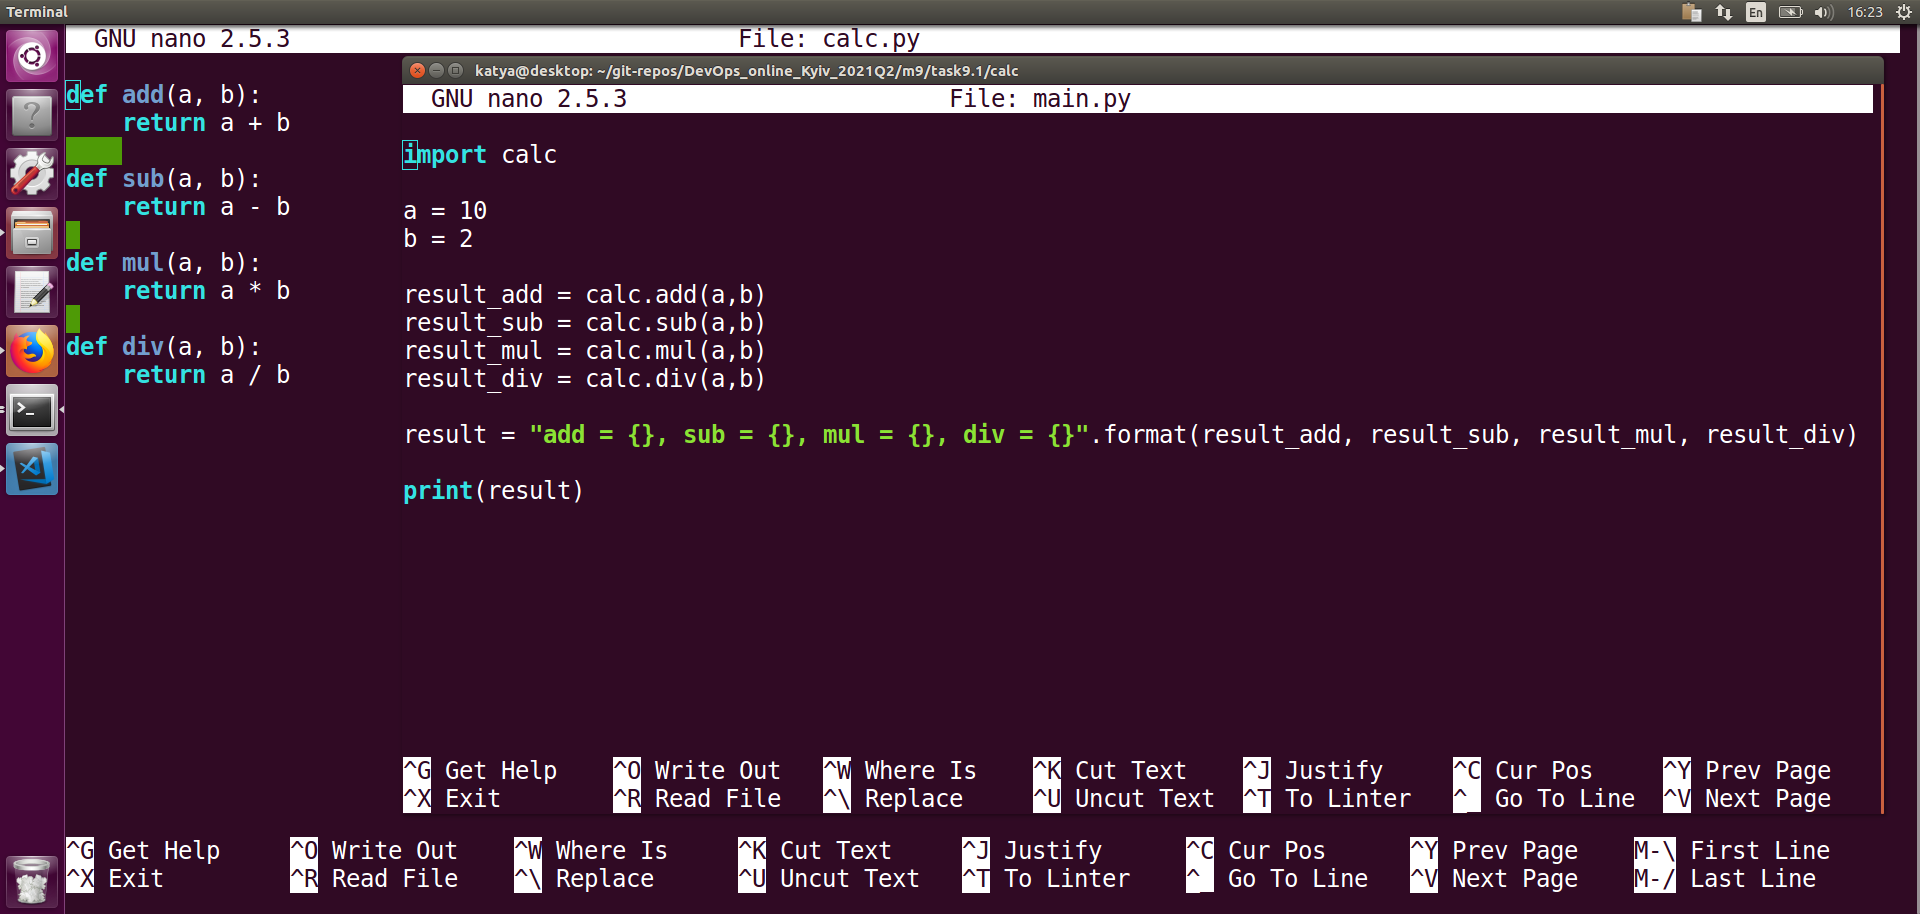 Terminal
En
16:23
GNU nano 2.5.3 File: calc.py
def add(a, b):
    return a + b
def sub(a, b):
    return a - b
def mul(a, b):
    return a * b
def div(a, b):
    return a / b
katya@desktop: ~/git-repos/DevOps_online_Kyiv_2021Q2/m9/task9.1/calc
GNU nano 2.5.3 File: main.py
import calc
a = 10
b = 2
result_add = calc.add(a,b)
result_sub = calc.sub(a,b)
result_mul = calc.mul(a,b)
result_div = calc.div(a,b)
result = "add = {}, sub = {}, mul = {}, div = {}".format(result_add, result_sub, result_mul, result_div)
print(result)
^G Get Help ^O Write Out ^W Where Is ^K Cut Text ^J Justify ^C Cur Pos ^Y Prev Page
^X Exit ^R Read File ^\ Replace ^U Uncut Text ^T To Linter ^_ Go To Line ^V Next Page
^G Get Help ^O Write Out ^W Where Is ^K Cut Text ^J Justify ^C Cur Pos ^Y Prev Page M-\ First Line
^X Exit ^R Read File ^\ Replace ^U Uncut Text ^T To Linter ^_ Go To Line ^V Next Page M-/ Last Line